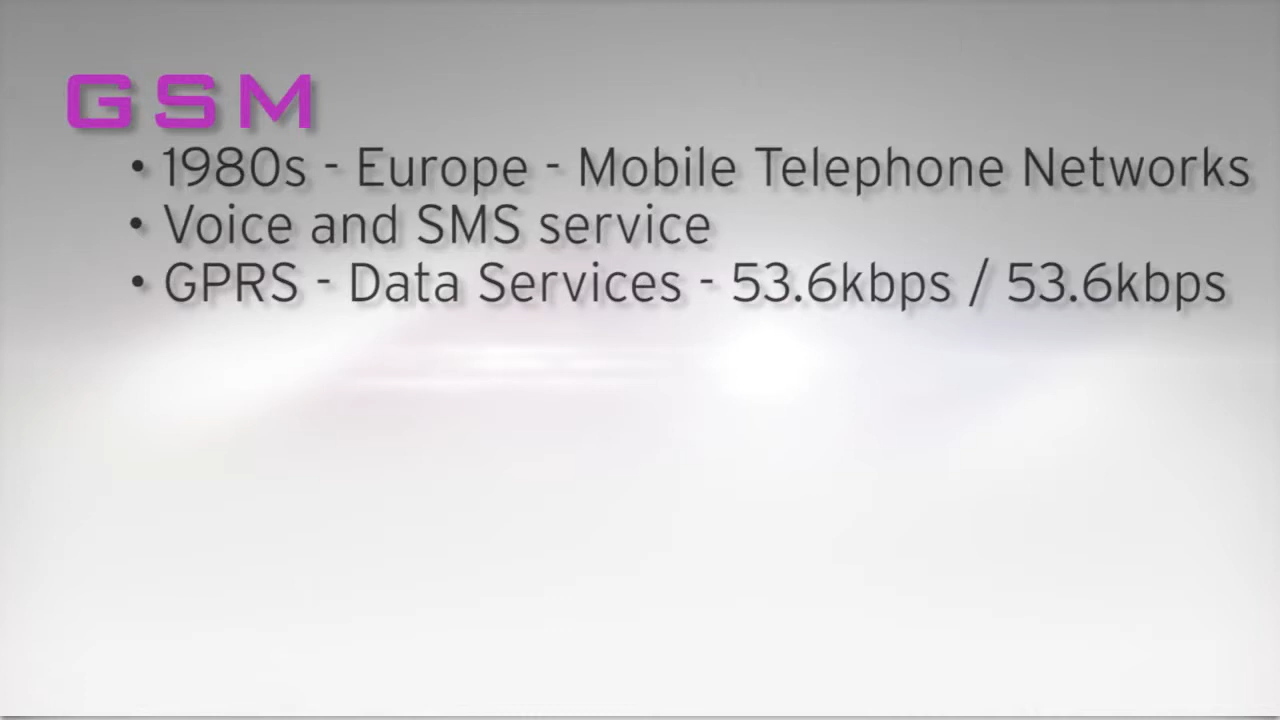 GSM
• 1980s - Europe - Mobile Telephone Networks
• Voice and SMS service
• GPRS - Data Services - 53.6kbps / 53.6kbps